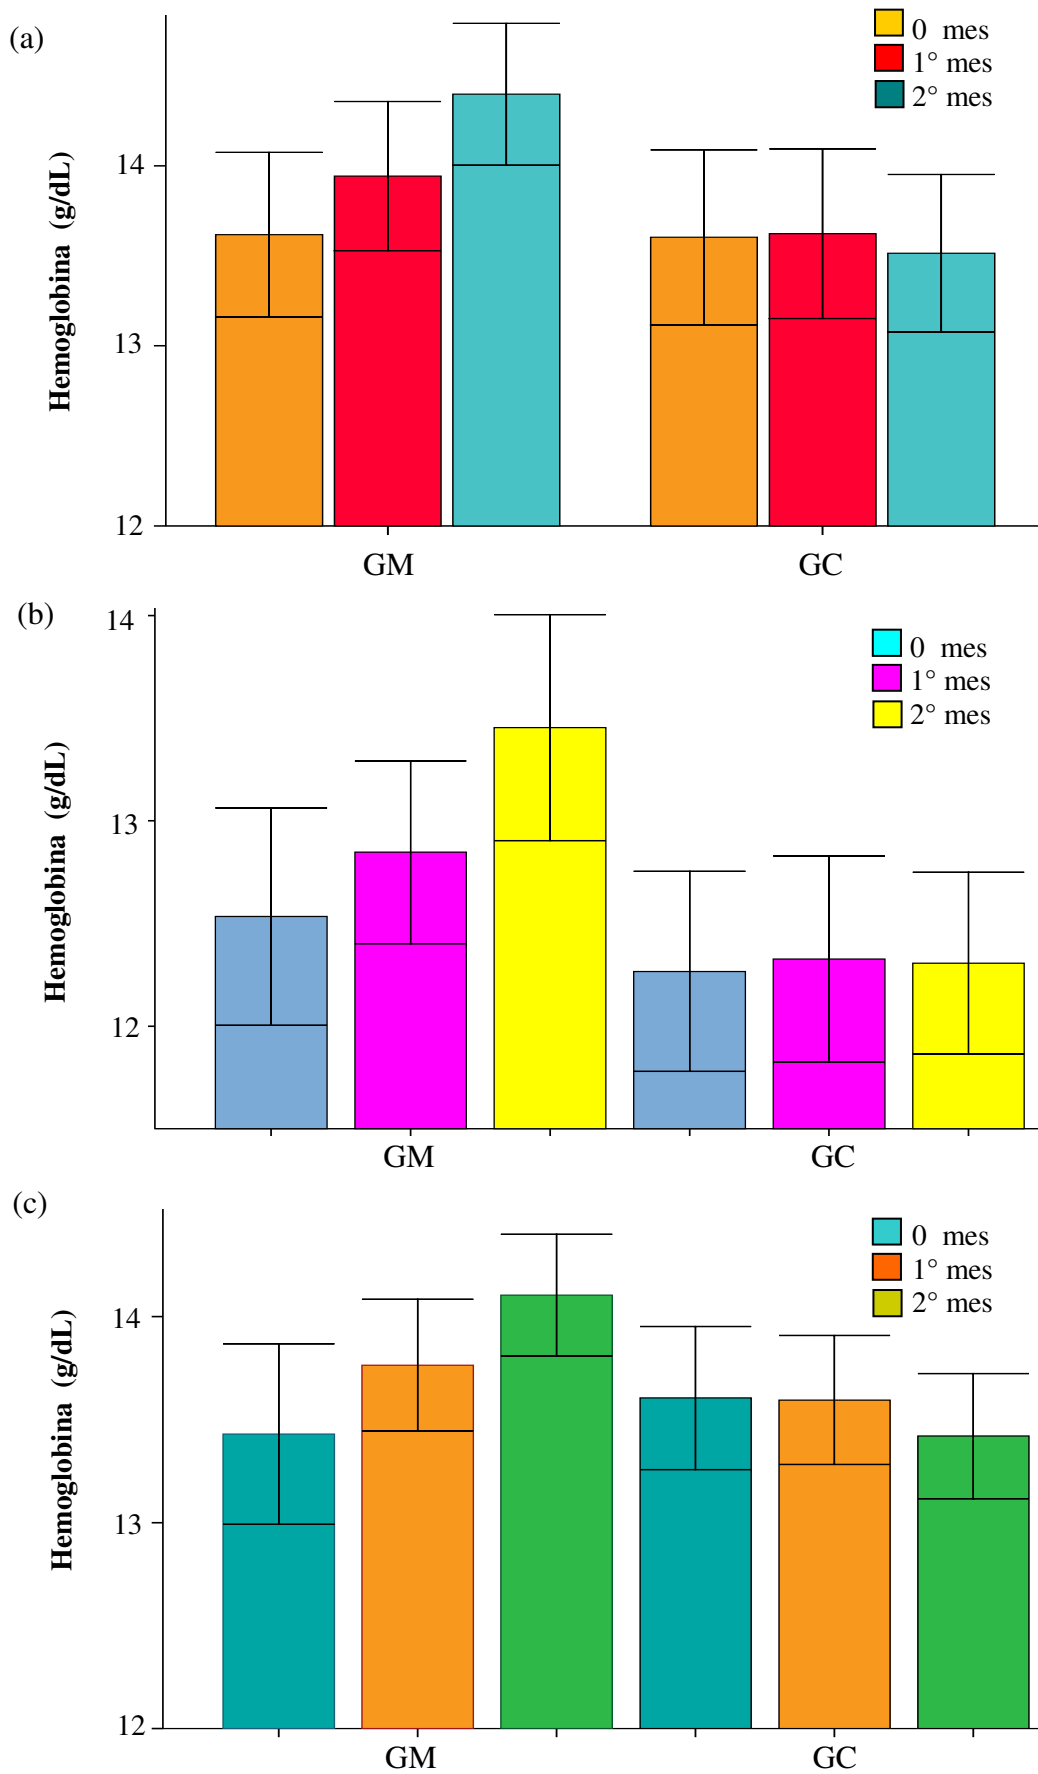 (a)
0 mes
1° mes
2° mes
Hemoglobina (g/dL)
14
13
12
GM
GC
(b)
14
0 mes
1° mes
2° mes
Hemoglobina (g/dL)
13
12
GM
GC
(c)
0 mes
1° mes
2° mes
Hemoglobina (g/dL)
14
13
12
GM
GC